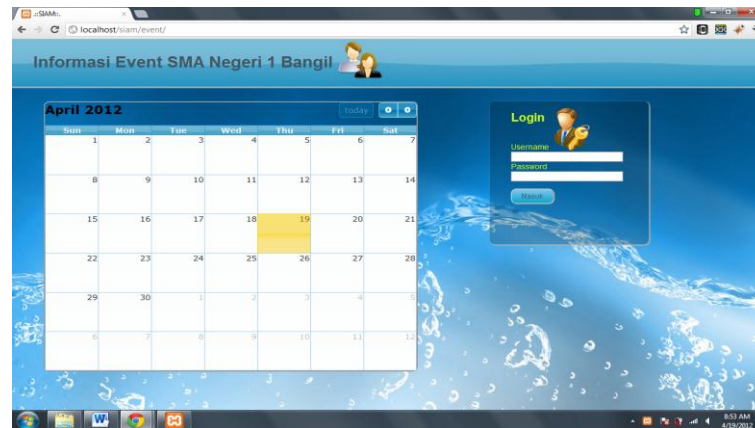 .::SIAM::.
localhost/siam/event/
Informasi Event SMA Negeri 1 Bangil
April 2012
today
Sun Mon Tue Wed Thu Fri Sat
1 2 3 4 5 6 7
8 9 10 11 12 13 14
15 16 17 18 19 20 21
22 23 24 25 26 27 28
29 30 1 2 3 4 5
6 7 8 9 10 11 12
Login
Username
Password
Masuk
8:53 AM